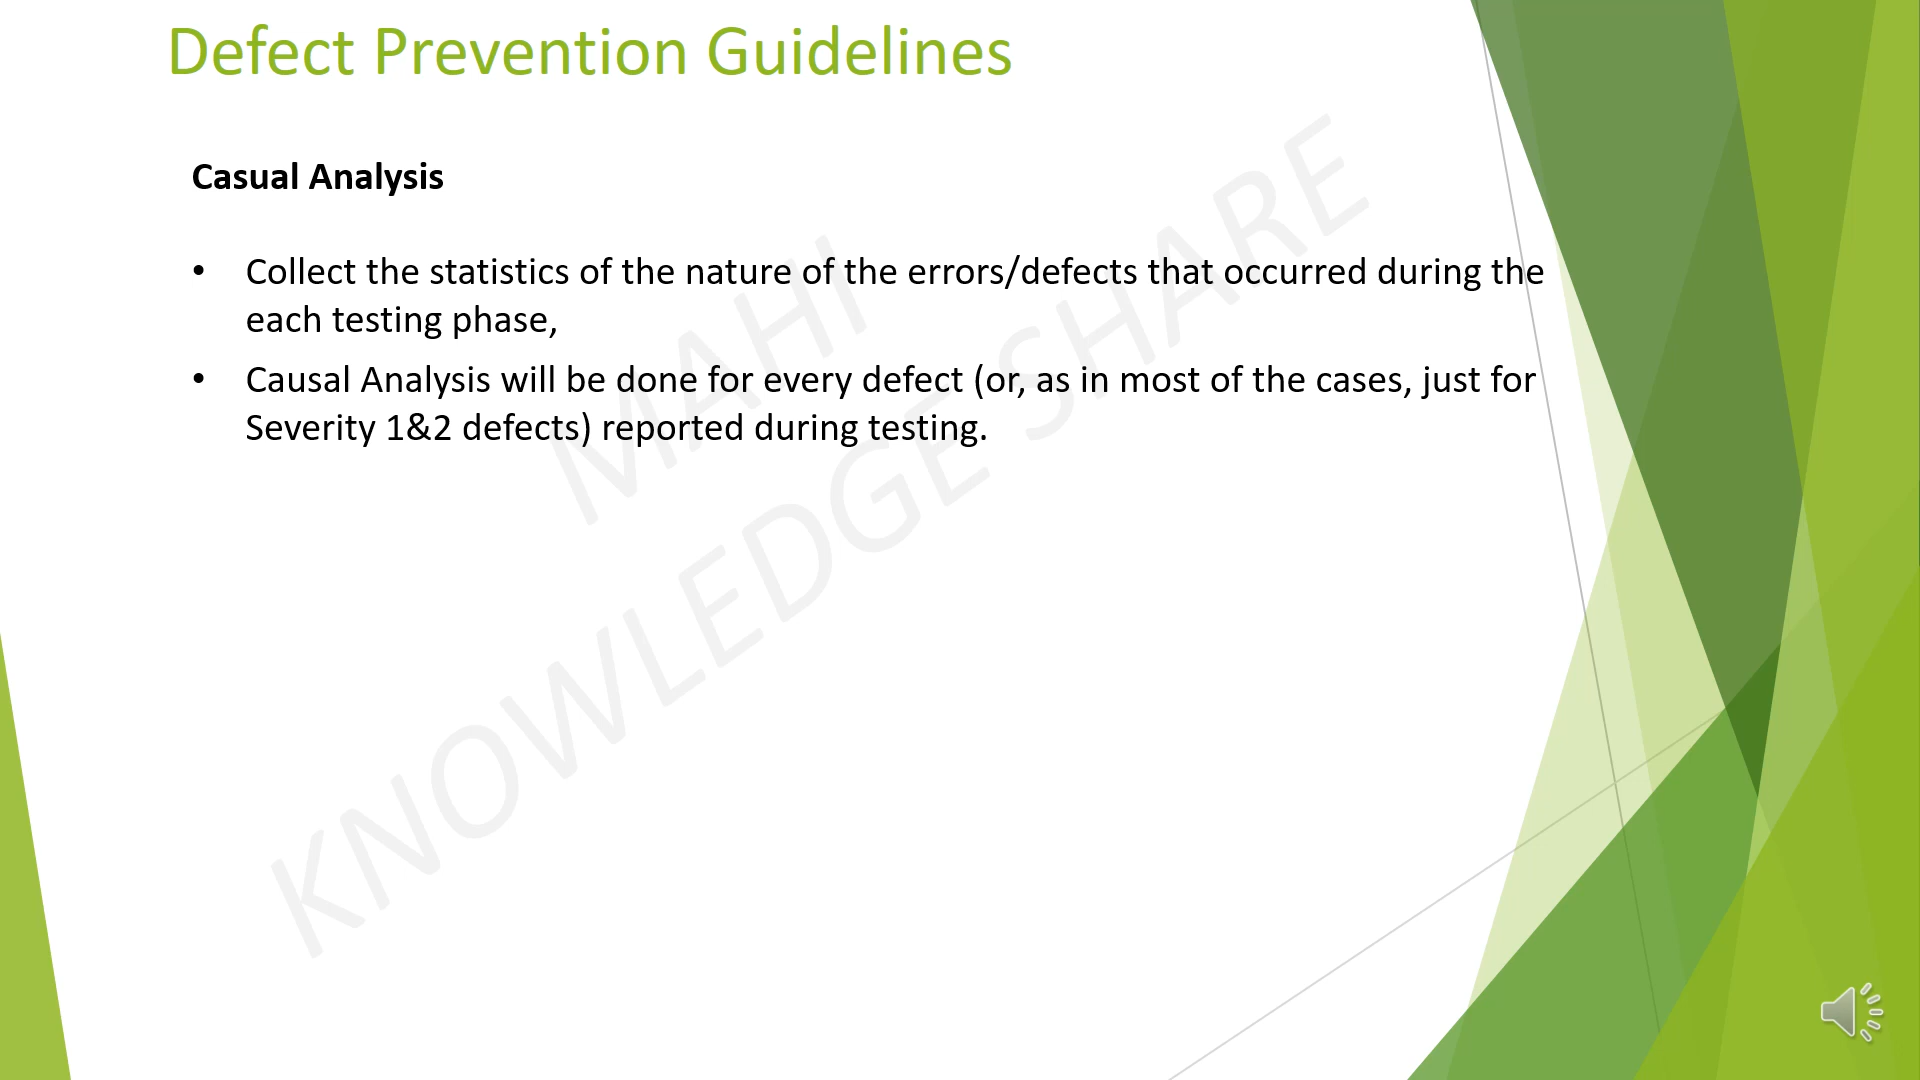 Defect Prevention Guidelines
Casual Analysis
• Collect the statistics of the nature of the errors/defects that occurred during the
each testing phase,
• Causal Analysis will be done for every defect (or, as in most of the cases, just for
Severity 1&2 defects) reported during testing.
MAHI
KNOWLEDGE SHARE